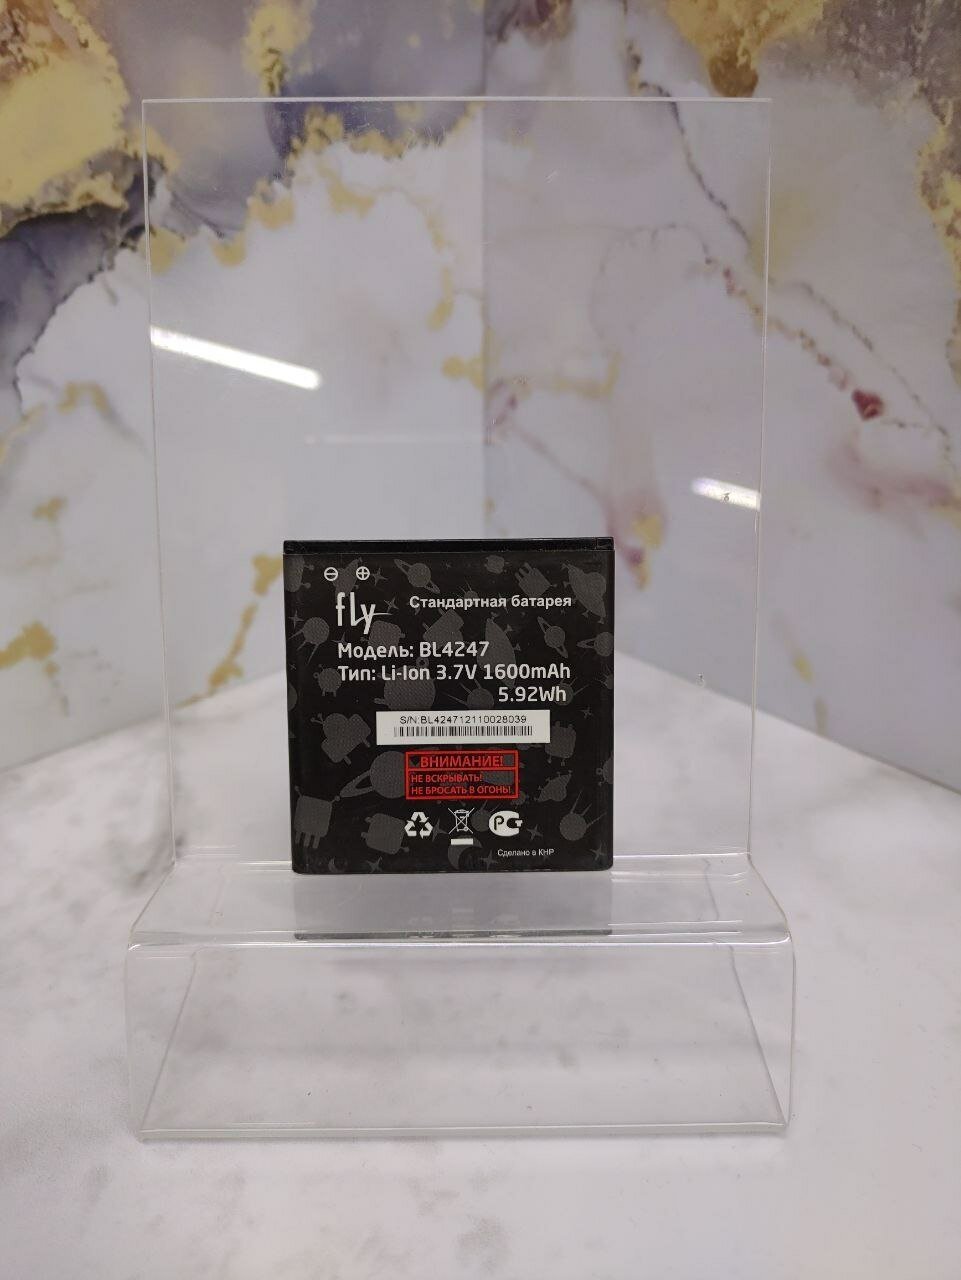 fly
Стандартная батарея
Модель: BL4247
Тип: Li-Ion 3.7V 1600mAh
5.92Wh
S/N:BL424712110028039
ВНИМАНИЕ!
НЕ ВСКРЫВАТЬ!
НЕ БРОСАТЬ В ОГОНЬ!
РСТ
Сделано в КНР